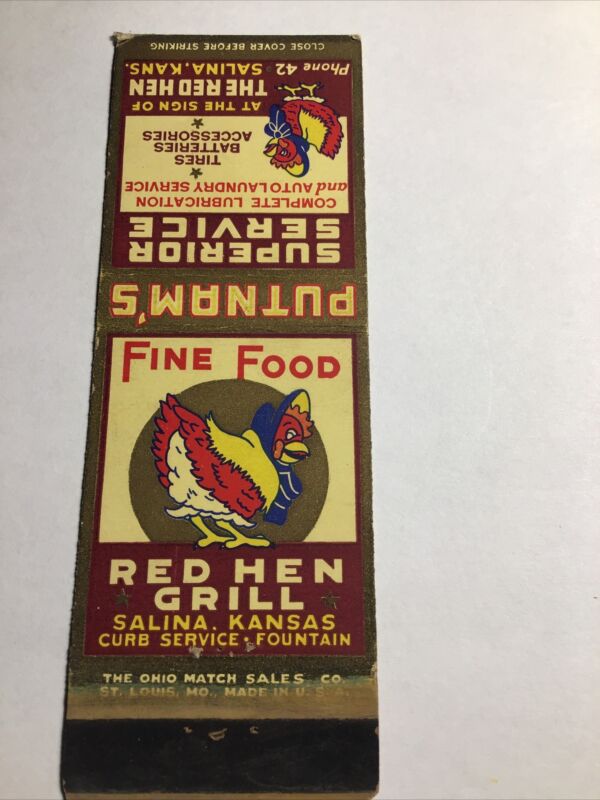 CLOSE COVER BEFORE STRIKING
FINE FOOD
RED HEN
GRILL
SALINA, KANSAS
CURB SERVICE • FOUNTAIN
THE OHIO MATCH SALES CO.
ST. LOUIS, MO., MADE IN U.S.A.
PUTNAM'S
SUPERIOR
SERVICE
COMPLETE LUBRICATION
and AUTO LAUNDRY SERVICE
TIRES
BATTERIES
ACCESSORIES
AT THE SIGN OF
THE RED HEN
Phone 42. SALINA, KANS.